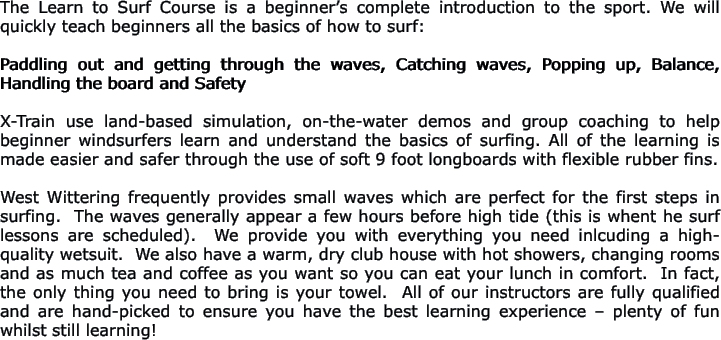 The Learn to Surf Course is a beginner’s complete introduction to the sport. We will
quickly teach beginners all the basics of how to surf:
Paddling out and getting through the waves, Catching waves, Popping up, Balance,
Handling the board and Safety
X-Train use land-based simulation, on-the-water demos and group coaching to help
beginner windsurfers learn and understand the basics of surfing. All of the learning is
made easier and safer through the use of soft 9 foot longboards with flexible rubber fins.
West Wittering frequently provides small waves which are perfect for the first steps in
surfing.  The waves generally appear a few hours before high tide (this is whent he surf
lessons are scheduled).  We provide you with everything you need inlcuding a high-
quality wetsuit.  We also have a warm, dry club house with hot showers, changing rooms
and as much tea and coffee as you want so you can eat your lunch in comfort.  In fact,
the only thing you need to bring is your towel.  All of our instructors are fully qualified
and are hand-picked to ensure you have the best learning experience – plenty of fun
whilst still learning!